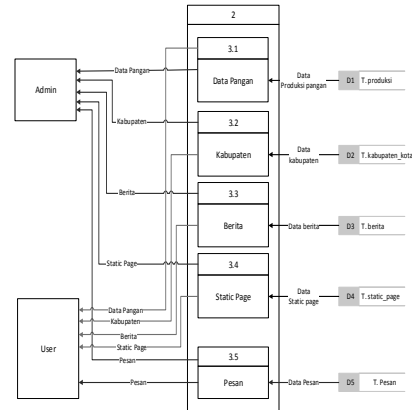 2
3.1
Data Pangan
Data
Produksi pangan
D1 T. produksi
Data Pangan
Admin
3.2
Kabupaten
Kabupaten
Data
kabupaten
D2 T. kabupaten_kota
3.3
Berita
Berita
Data berita
D3 T. berita
3.4
Static Page
Static Page
Data
Static page
D4 T. static_page
Data Pangan
Kabupaten
Berita
Static Page
User
Pesan
3.5
Pesan
Pesan
Data Pesan
D5 T. Pesan